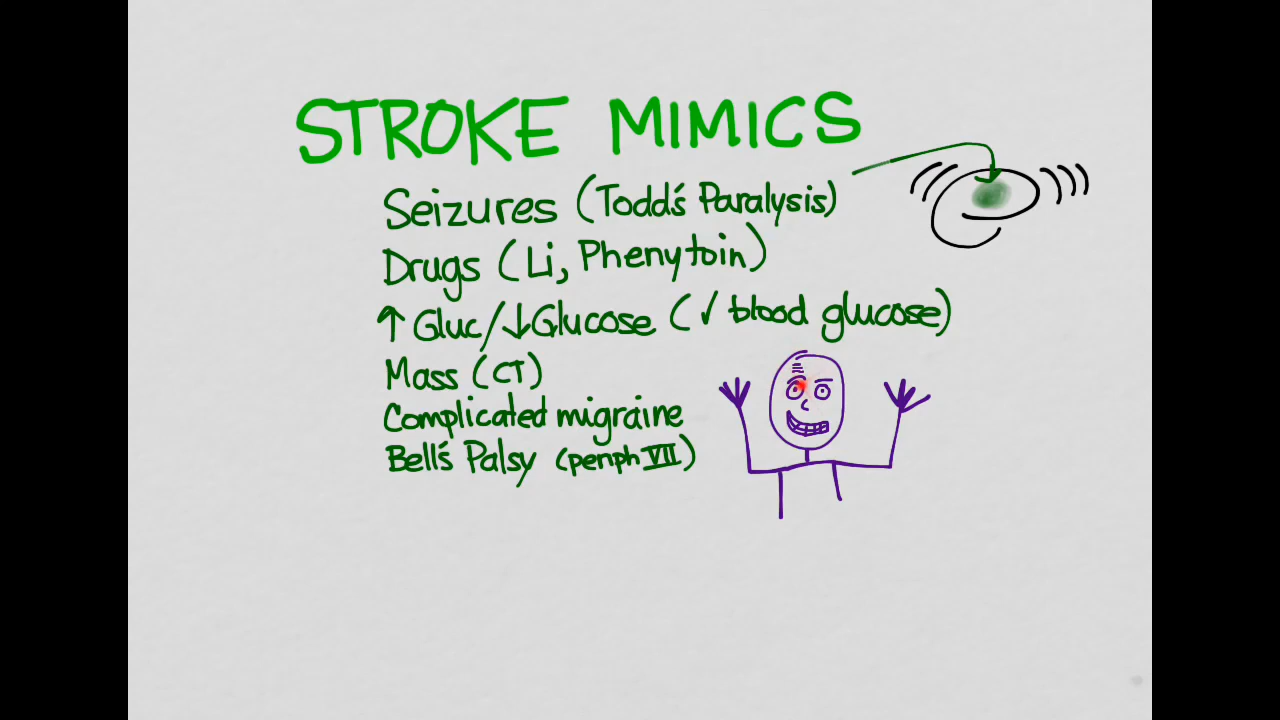 STROKE MIMICS
Seizures (Todd's Paralysis)
Drugs (Li, Phenytoin)
↑ Gluc/↓Glucose (✓ blood glucose)
Mass (CT)
Complicated migraine
Bell's Palsy (periph VII)